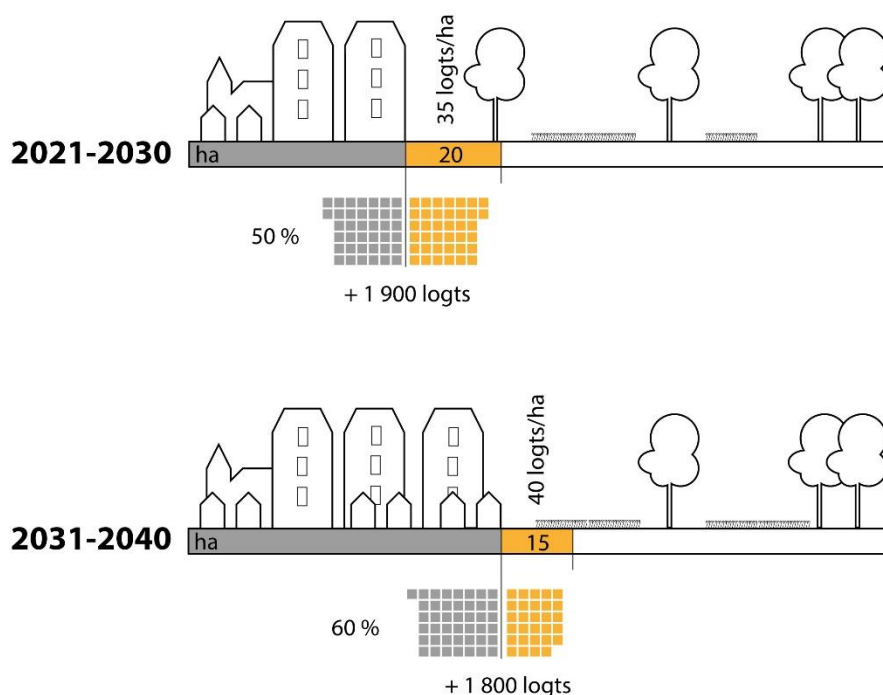 35 logts/ha
2021-2030
ha
20
50 %
+ 1 900 logts
40 logts/ha
2031-2040
ha
15
60 %
+ 1 800 logts